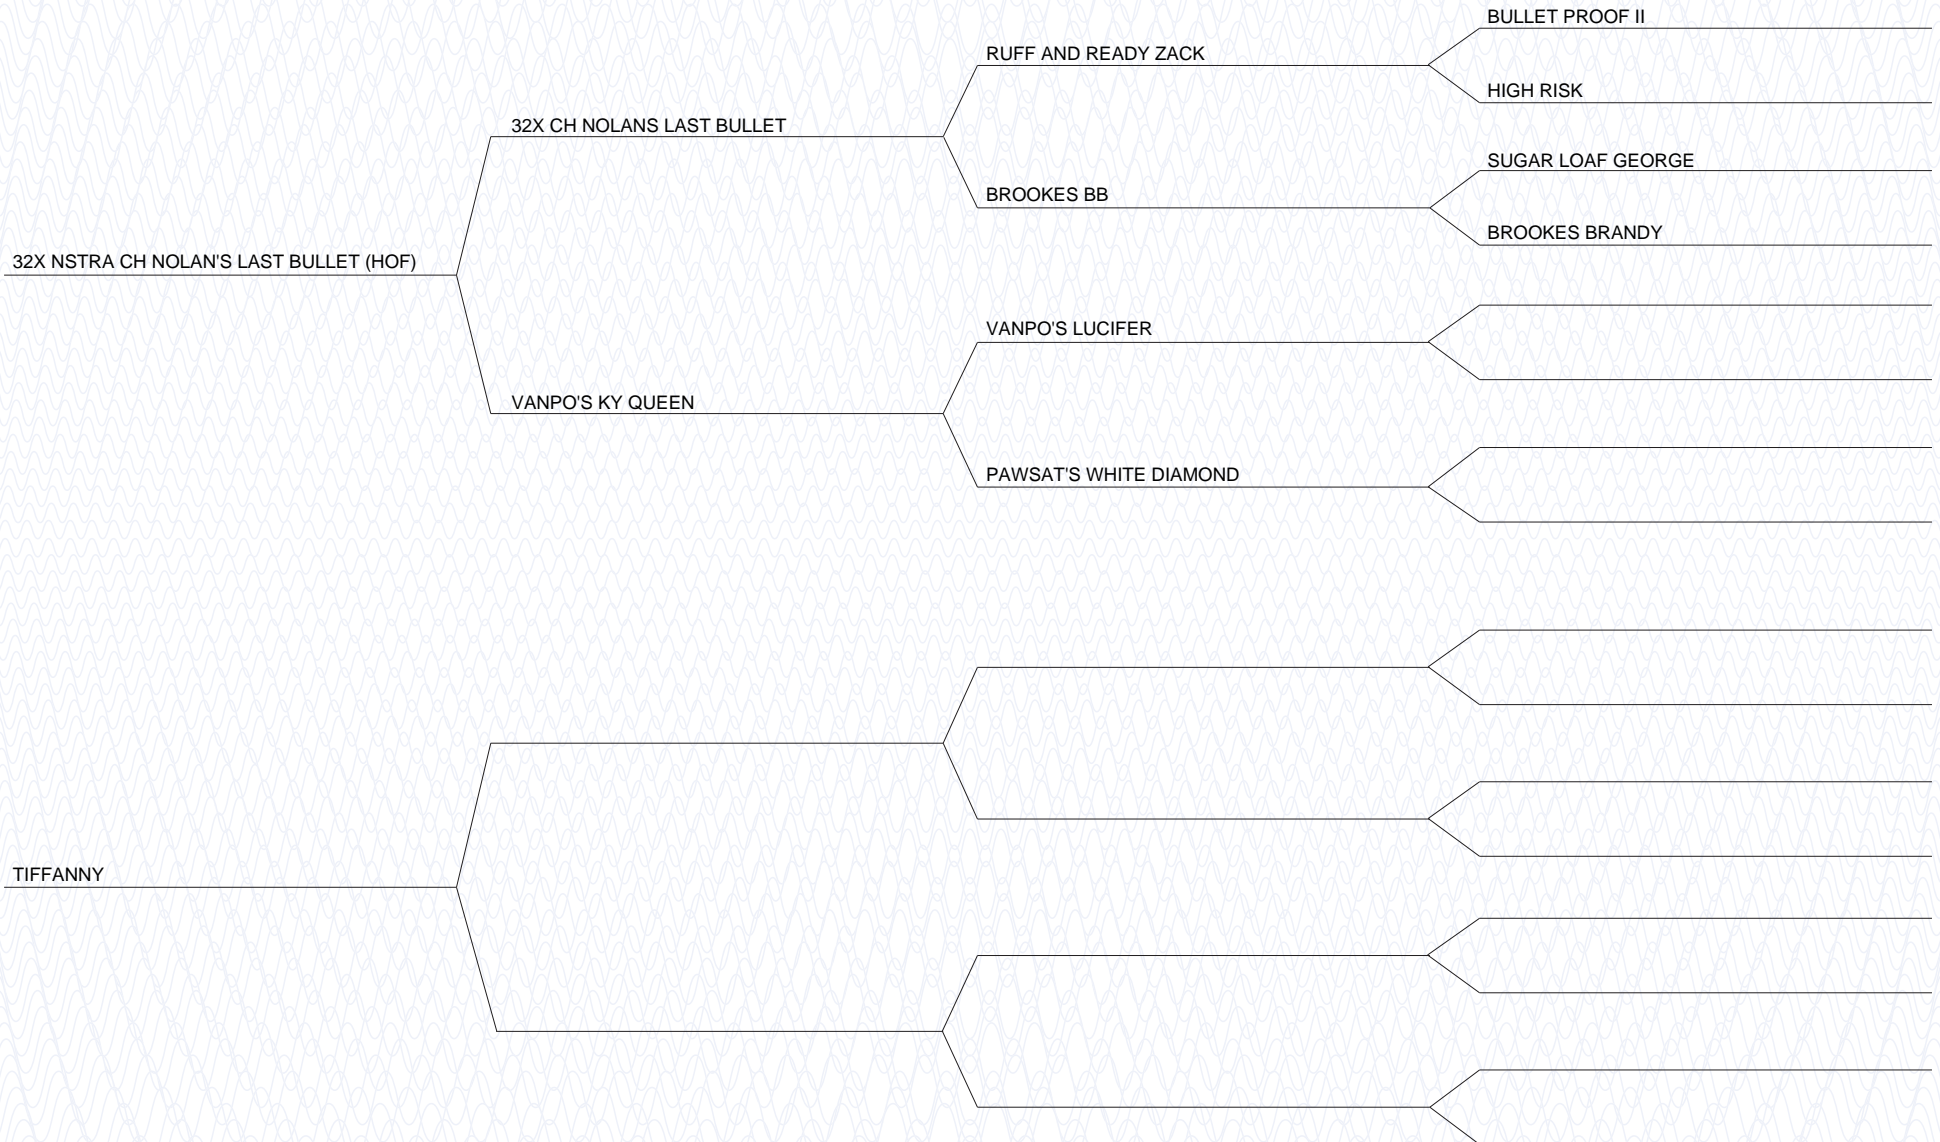 BULLET PROOF II
RUFF AND READY ZACK
HIGH RISK
32X CH NOLANS LAST BULLET
SUGAR LOAF GEORGE
BROOKES BB
BROOKES BRANDY
32X NSTRA CH NOLAN'S LAST BULLET (HOF)
VANPO'S LUCIFER
VANPO'S KY QUEEN
PAWSAT'S WHITE DIAMOND
TIFFANNY